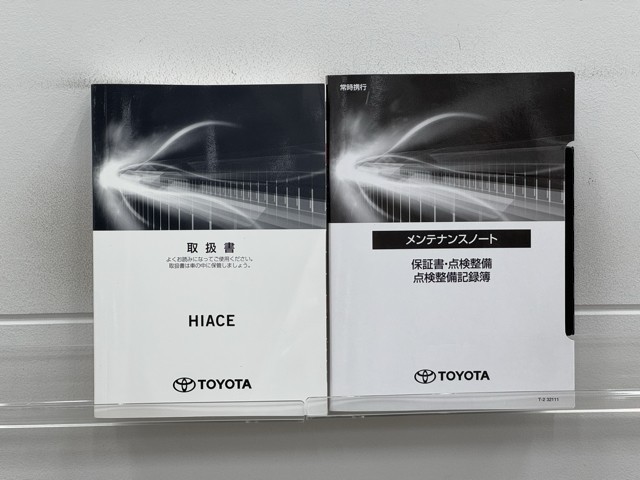 取扱書
よくお読みになってご使用ください。
取扱書は車の中に保管しましょう。
HIACE
TOYOTA
常時携行
メンテナンスノート
保証書・点検整備
点検整備記録簿
TOYOTA
T-2 32111